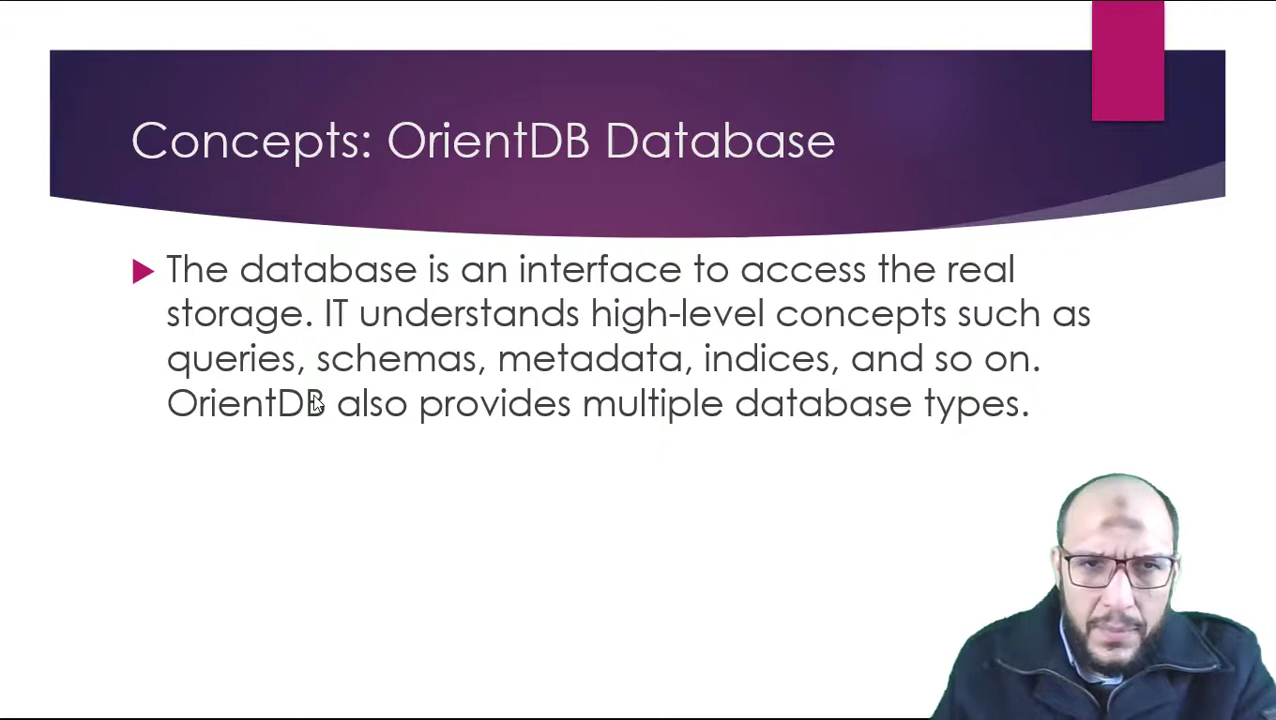 Concepts: OrientDB Database
The database is an interface to access the real
storage. IT understands high-level concepts such as
queries, schemas, metadata, indices, and so on.
OrientDB also provides multiple database types.